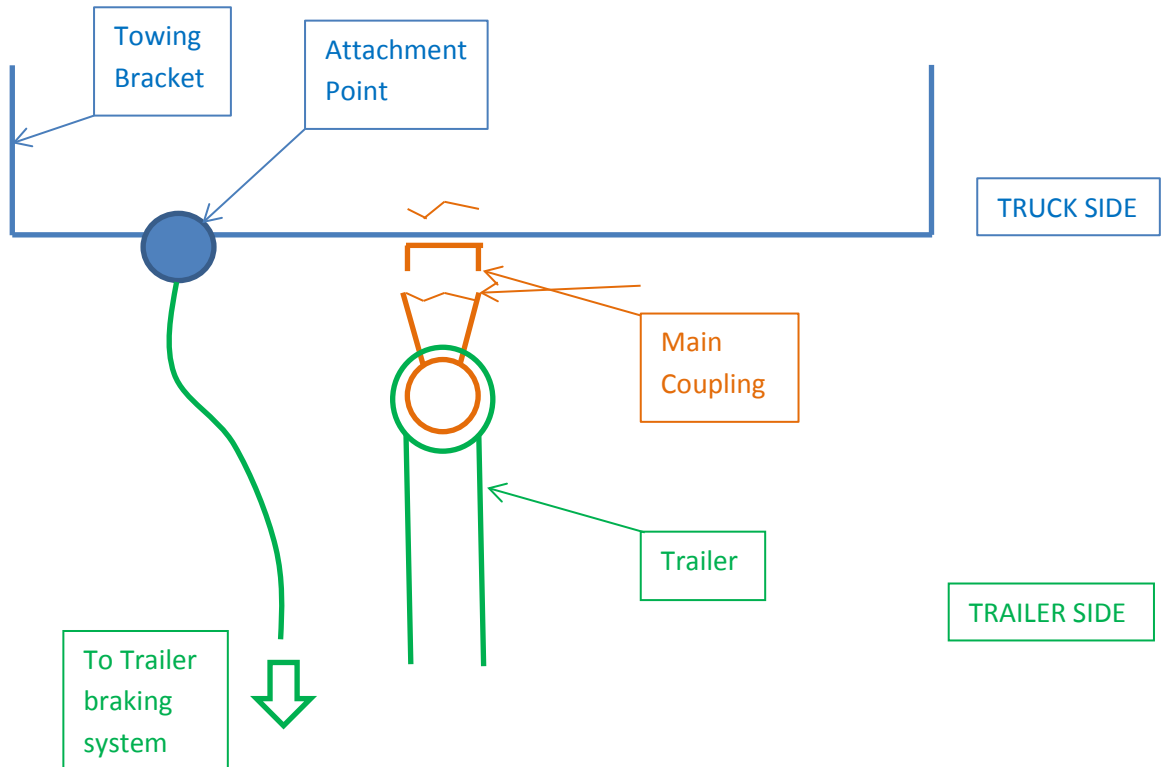 Towing
Bracket
Attachment
Point
TRUCK SIDE
Main
Coupling
Trailer
TRAILER SIDE
To Trailer
braking
system